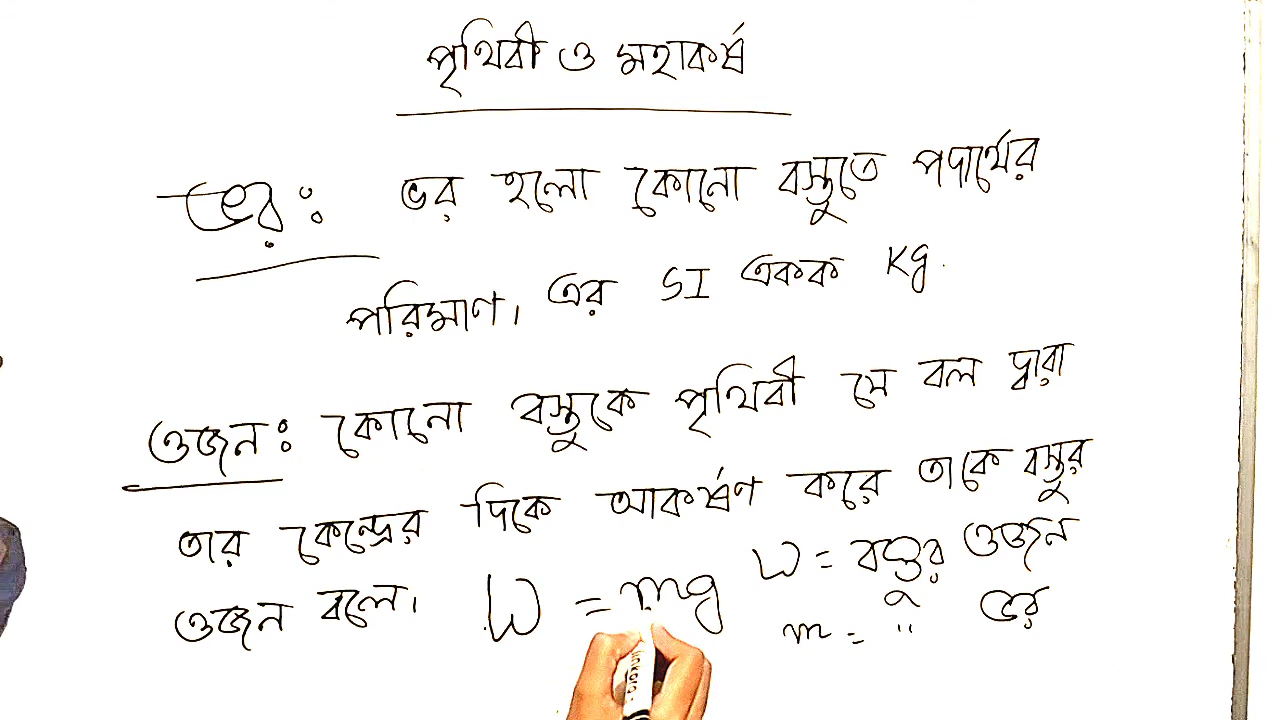 পৃথিবী ও মহাকর্ষ
ভর: ভর হলো কোনো বস্তুতে পদার্থের
পরিমাণ। এর SI একক Kg.
ওজন: কোনো বস্তুকে পৃথিবী যে বল দ্বারা
তার কেন্দ্রের দিকে আকর্ষণ করে তাকে বস্তুর
ওজন বলে। W = mg
W = বস্তুর ওজন
m = " ভর